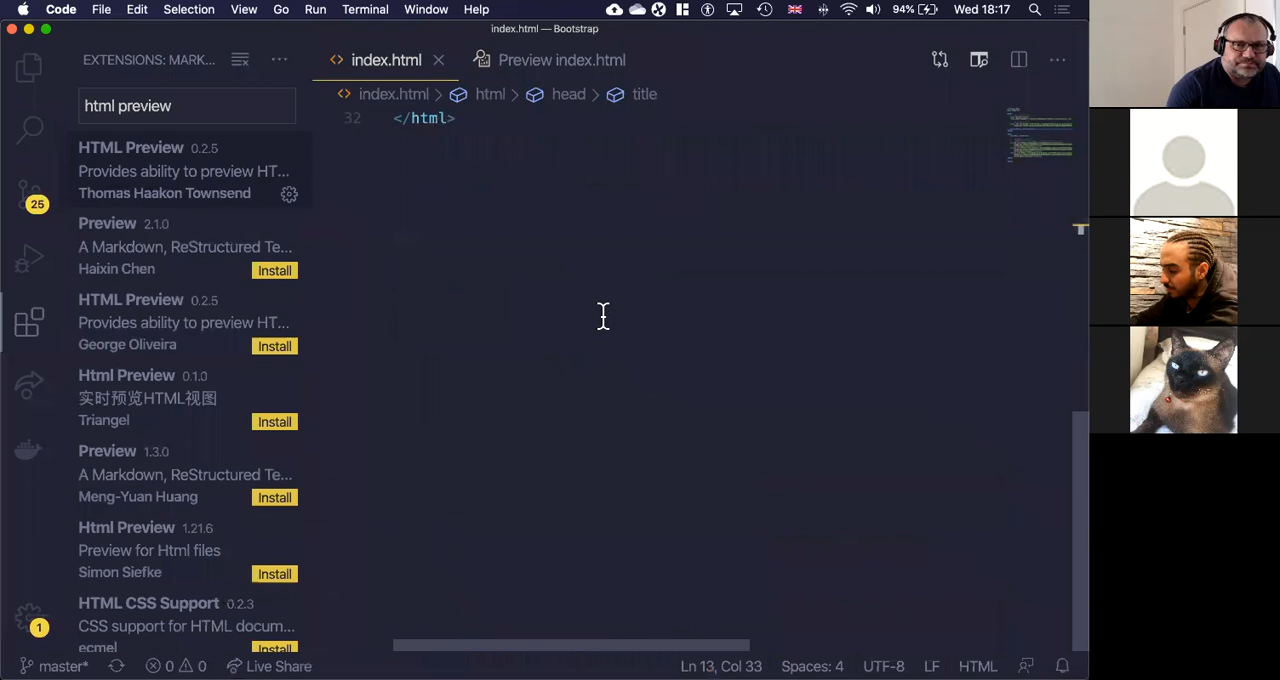 Code File Edit Selection View Go Run Terminal Window Help 94% Wed 18:17
index.html — Bootstrap
EXTENSIONS: MARK...
index.html Preview index.html
html preview
index.html > html > head > title
32 </html>
HTML Preview 0.2.5
Provides ability to preview HT...
Thomas Haakon Townsend
25
Preview 2.1.0
A Markdown, ReStructured Te...
Haixin Chen Install
HTML Preview 0.2.5
Provides ability to preview HT...
George Oliveira Install
Html Preview 0.1.0
实时预览HTML视图
Triangel Install
Preview 1.3.0
A Markdown, ReStructured Te...
Meng-Yuan Huang Install
Html Preview 1.21.6
Preview for Html files
Simon Siefke Install
HTML CSS Support 0.2.3
CSS support for HTML docum...
ecmel Install
1
master* 0 0 Live Share Ln 13, Col 33 Spaces: 4 UTF-8 LF HTML